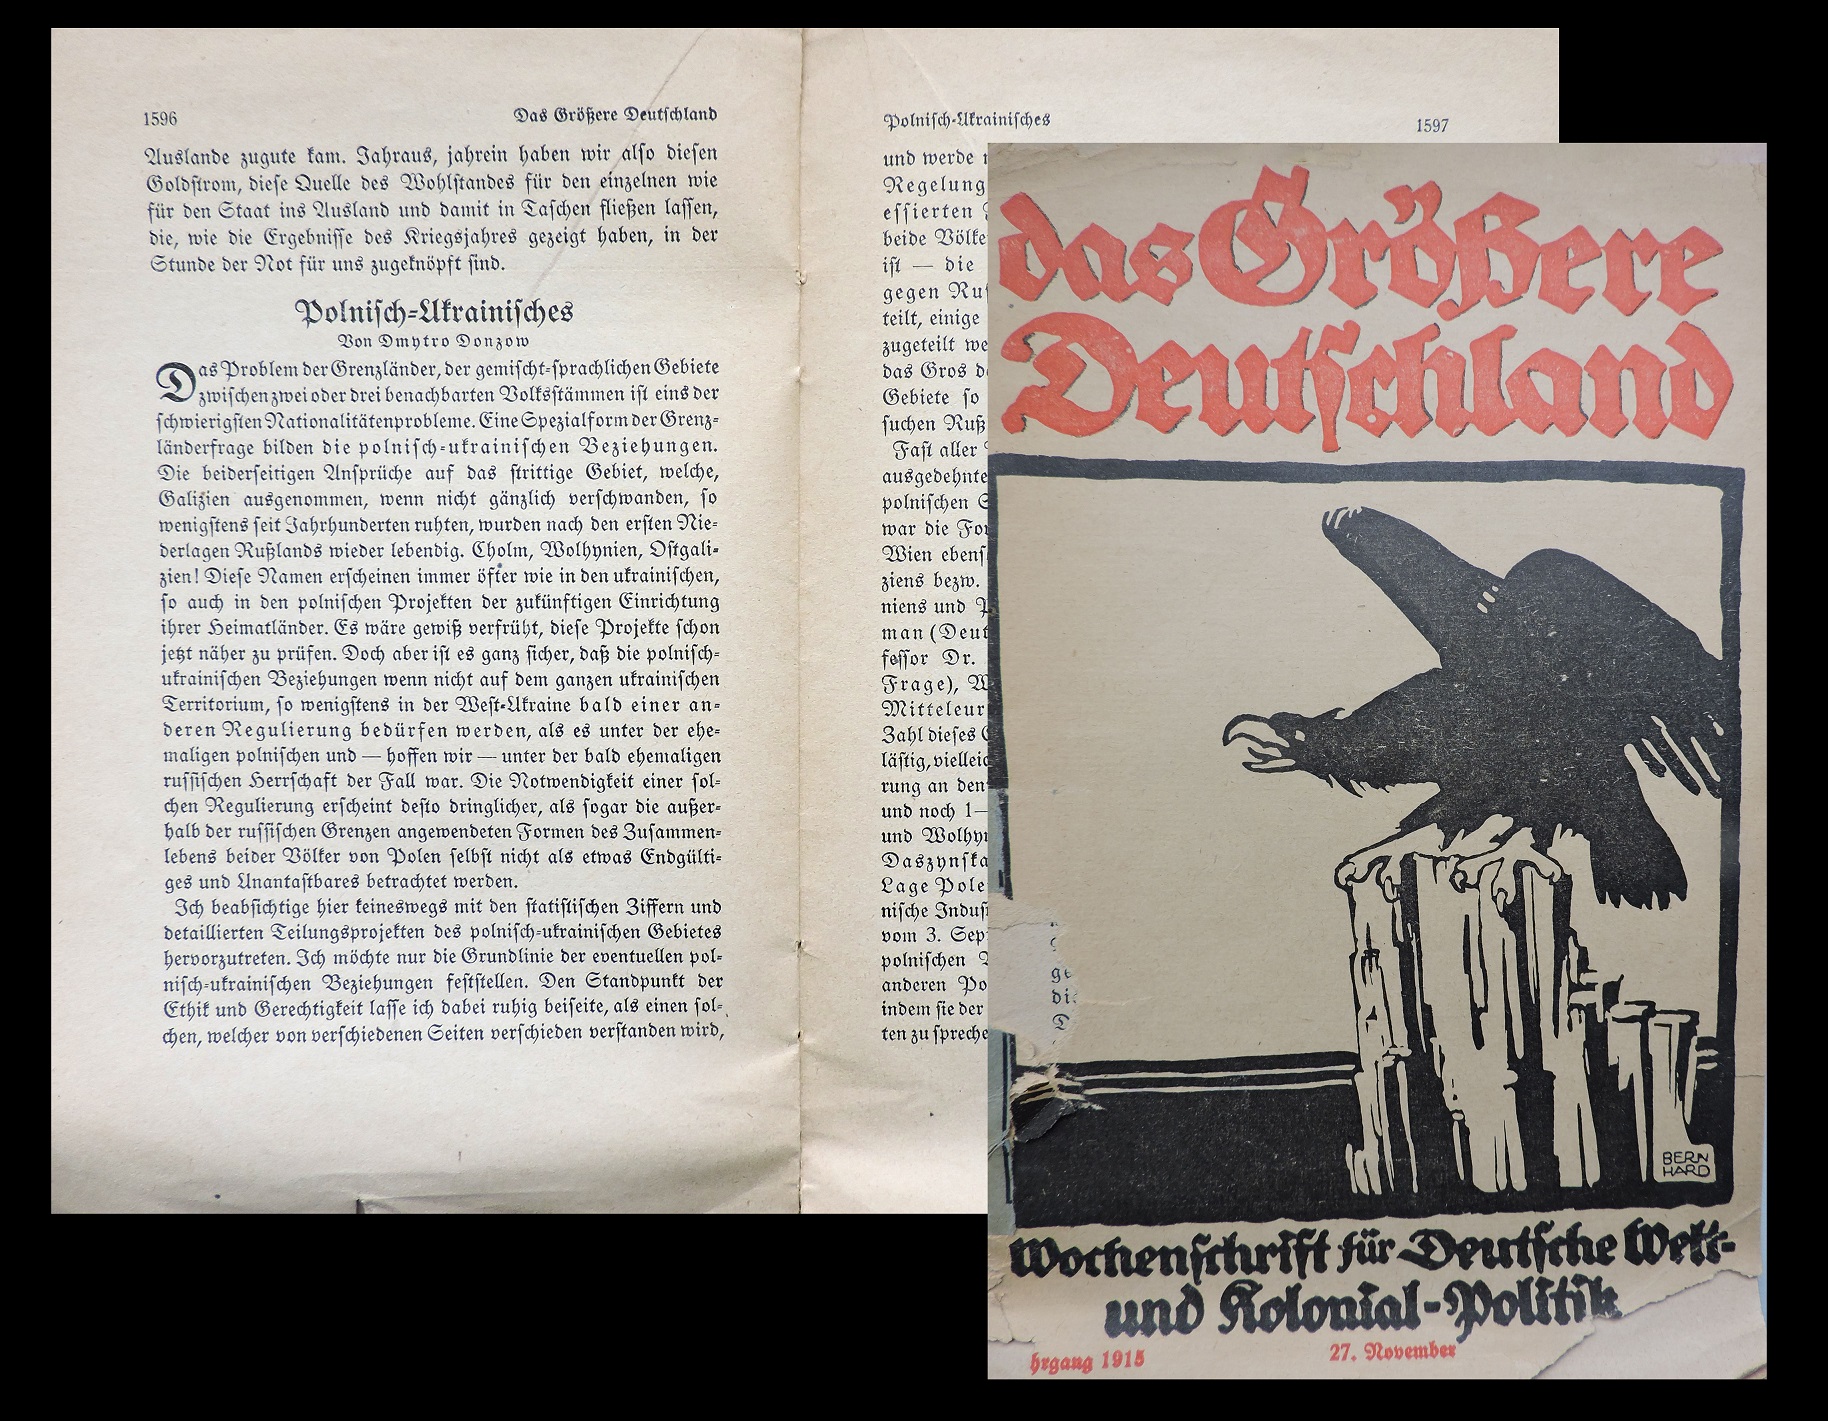 1596 Das Größere Deutschland
Auslande zugute kam. Jahraus, jahrein haben wir also diesen
Goldstrom, diese Quelle des Wohlstandes für den einzelnen wie
für den Staat ins Ausland und damit in Taschen fließen lassen,
die, wie die Ergebnisse des Kriegsjahres gezeigt haben, in der
Stunde der Not für uns zugeknöpft sind.
Polnisch-Ukrainisches
Von Dmytro Donzow
Das Problem der Grenzländer, der gemischt-sprachlichen Gebiete
zwischen zwei oder drei benachbarten Volksstämmen ist eins der
schwierigsten Nationalitätenprobleme. Eine Spezialform der Grenz-
länderfrage bilden die polnisch-ukrainischen Beziehungen.
Die beiderseitigen Ansprüche auf das strittige Gebiet, welche,
Galizien ausgenommen, wenn nicht gänzlich verschwanden, so
wenigstens seit Jahrhunderten ruhten, wurden nach den ersten Nie-
derlagen Rußlands wieder lebendig. Cholm, Wolhynien, Ostgali-
zien! Diese Namen erscheinen immer öfter wie in den ukrainischen,
so auch in den polnischen Projekten der zukünftigen Einrichtung
ihrer Heimatländer. Es wäre gewiß verfrüht, diese Projekte schon
jetzt näher zu prüfen. Doch aber ist es ganz sicher, daß die polnisch-
ukrainischen Beziehungen wenn nicht auf dem ganzen ukrainischen
Territorium, so wenigstens in der West-Ukraine bald einer an-
deren Regulierung bedürfen werden, als es unter der ehe-
maligen polnischen und — hoffen wir — unter der bald ehemaligen
russischen Herrschaft der Fall war. Die Notwendigkeit einer sol-
chen Regulierung erscheint desto dringlicher, als sogar die außer-
halb der russischen Grenzen angewendeten Formen des Zusammen-
lebens beider Völker von Polen selbst nicht als etwas Endgülti-
ges und Unantastbares betrachtet werden.
Ich beabsichtige hier keineswegs mit den statistischen Ziffern und
detaillierten Teilungsprojekten des polnisch-ukrainischen Gebietes
hervorzutreten. Ich möchte nur die Grundlinie der eventuellen pol-
nisch-ukrainischen Beziehungen feststellen. Den Standpunkt der
Ethik und Gerechtigkeit lasse ich dabei ruhig beiseite, als einen sol-
chen, welcher von verschiedenen Seiten verschieden verstanden wird,
Polnisch-Ukrainisches 1597
und werde
Regelung
essierten
beide Völke
ist — die
gegen Ru
teilt, einige
zugeteilt we
das Gros
Gebiete so
suchen Ruß
Fast aller
ausgedehnte
polnischen
war die For
Wien ebens
ziens bezw.
niens und
man (Deut
fessor Dr.
Frage), W
Mitteleur
Zahl dieses
lästig, vielleic
rung an den
und noch 1—
und Wolhyn
Daszynska
Lage Pole
nische Indus
vom 3. Sep
polnischen
anderen Po
indem sie der
ten zu spreche
das Größere
Deutschland
BERN
HARD
Wochenschrift für Deutsche Welt-
und Kolonial-Politik
hrgang 1915 27. November